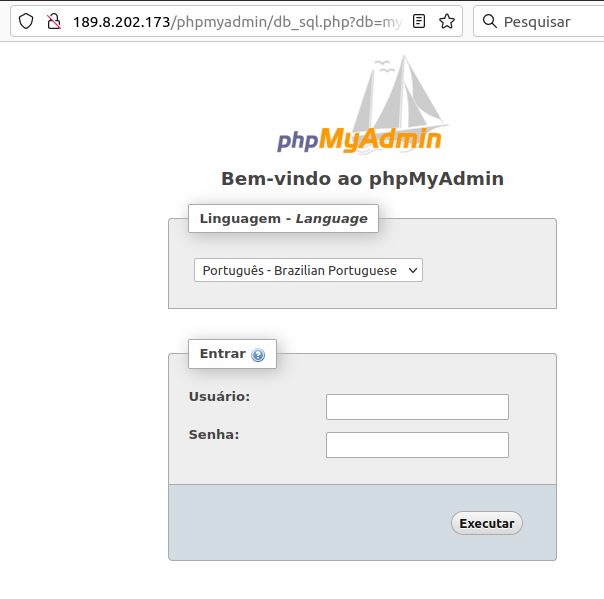 189.8.202.173/phpmyadmin/db_sql.php?db=my
Pesquisar
phpMyAdmin
Bem-vindo ao phpMyAdmin
Linguagem - Language
Português - Brazilian Portuguese
Entrar
Usuário:
Senha:
Executar